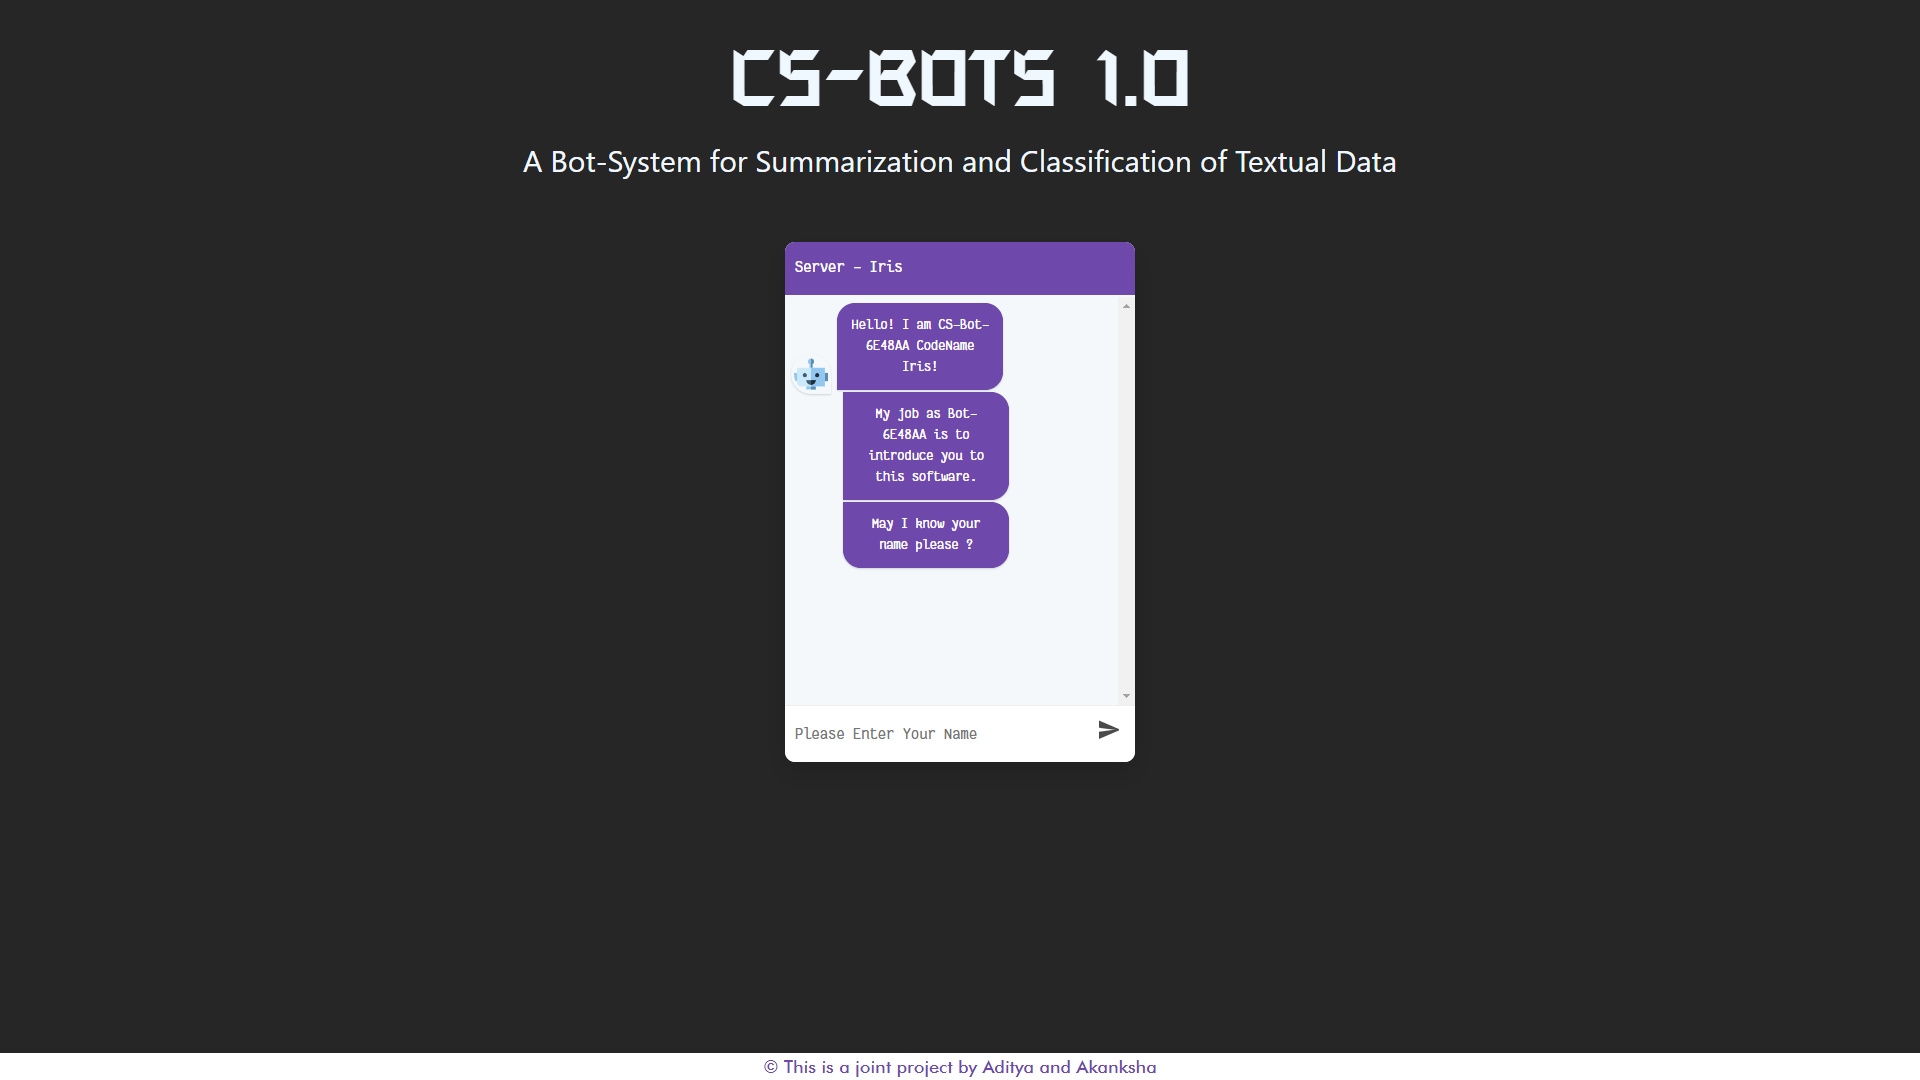 CS-BOTS 1.0
A Bot-System for Summarization and Classification of Textual Data
Server - Iris
Hello! I am CS-Bot-
6E48AA CodeName
Iris!
My job as Bot-
6E48AA is to
introduce you to
this software.
May I know your
name please ?
Please Enter Your Name
© This is a joint project by Aditya and Akanksha